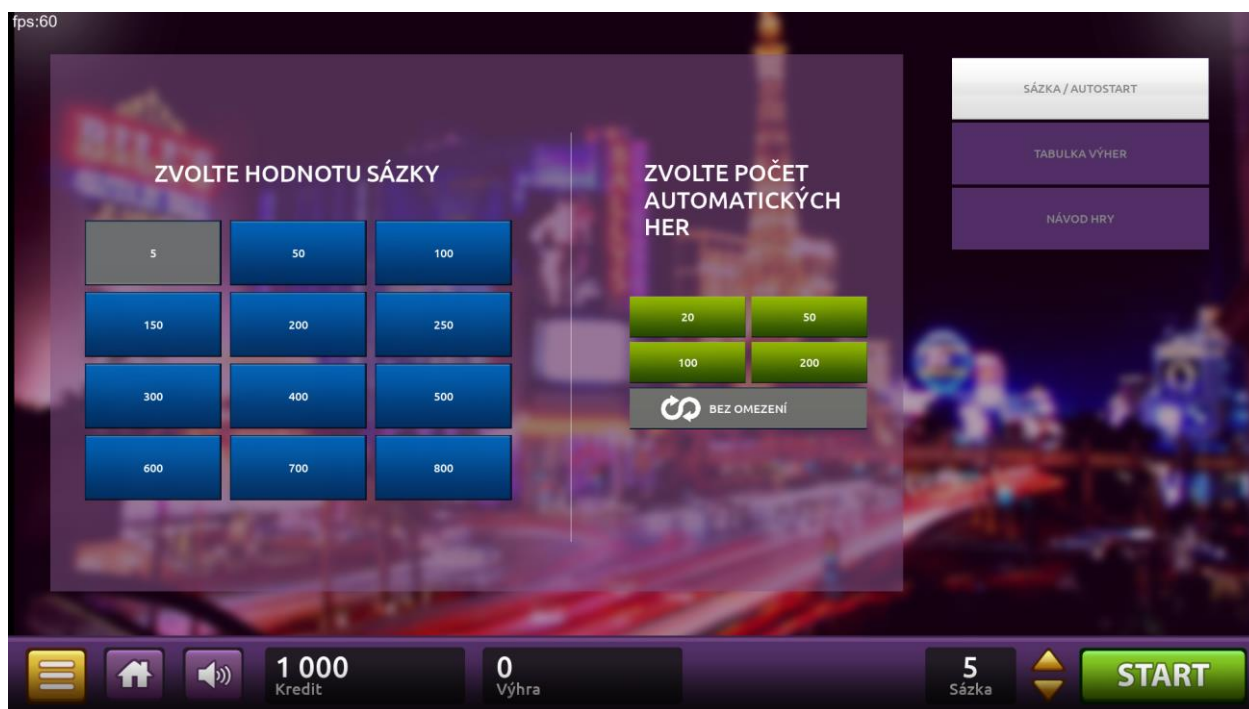 fps:60
SÁZKA / AUTOSTART
TABULKA VÝHER
NÁVOD HRY
ZVOLTE HODNOTU SÁZKY
5 50 100
150 200 250
300 400 500
600 700 800
ZVOLTE POČET
AUTOMATICKÝCH
HER
20 50
100 200
BEZ OMEZENÍ
1 000
Kredit
0
Výhra
5
Sázka
START